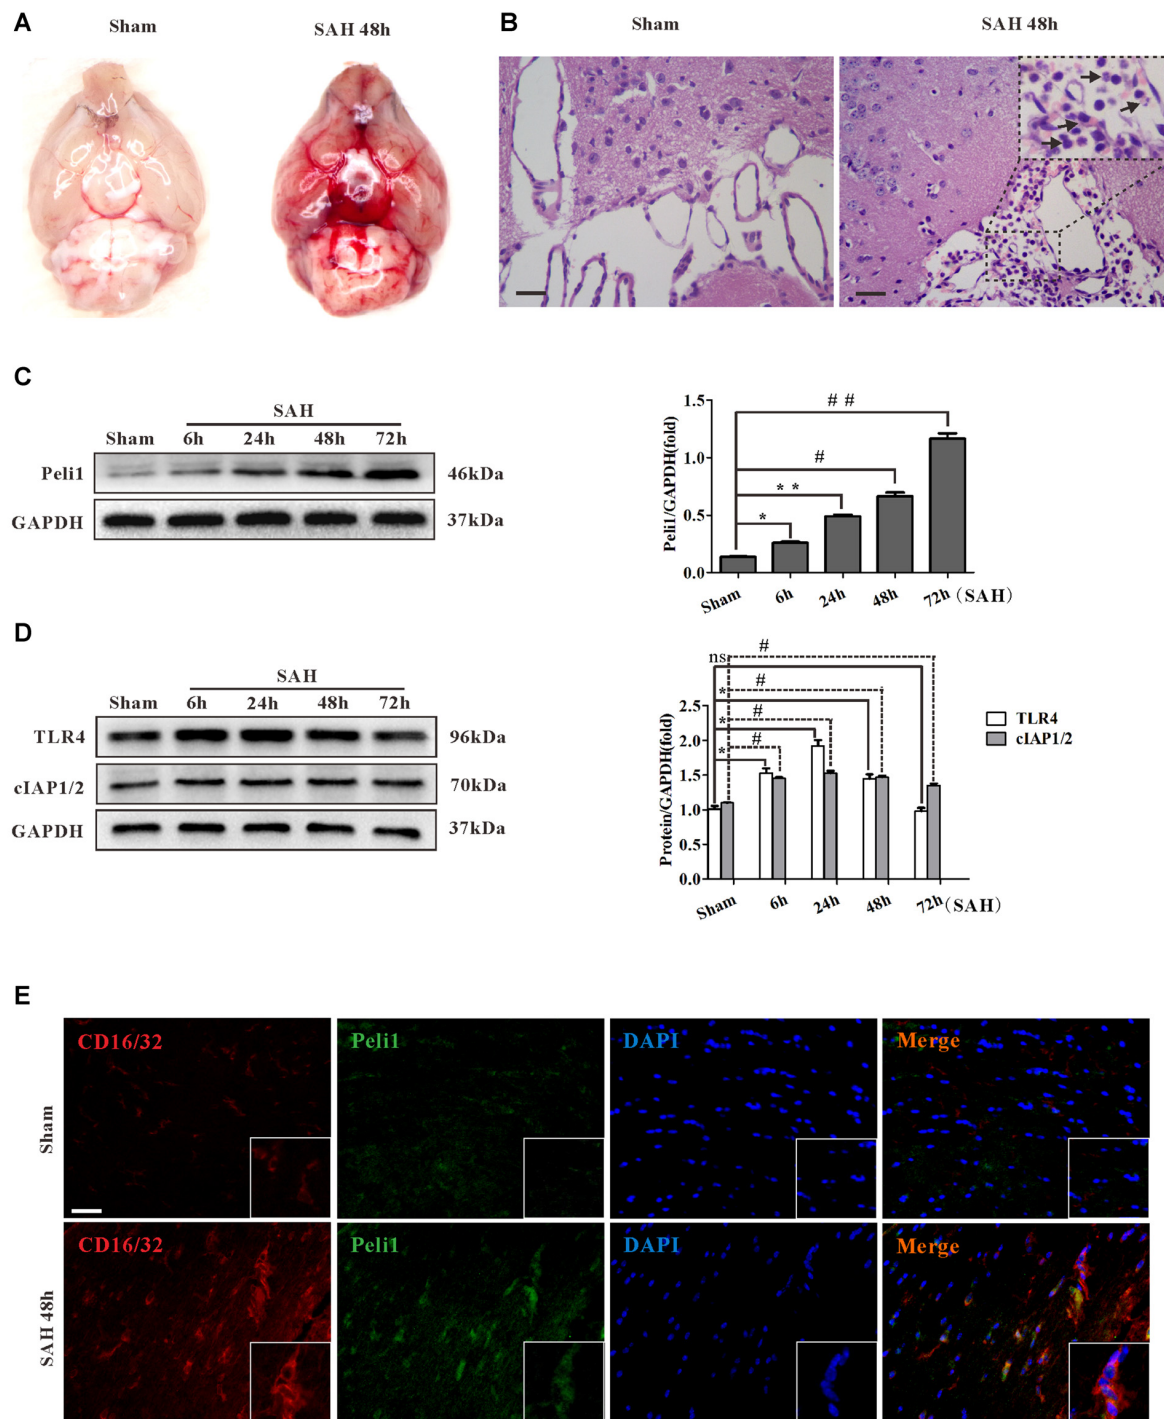 A
Sham
SAH 48h
B
Sham
SAH 48h
C
SAH
Sham 6h 24h 48h 72h
Peli1 46kDa
GAPDH 37kDa
Peli1/GAPDH(fold)
1.5
1.0
0.5
0.0
# #
#
* *
*
Sham 6h 24h 48h 72h (SAH)
D
SAH
Sham 6h 24h 48h 72h
TLR4 96kDa
cIAP1/2 70kDa
GAPDH 37kDa
Protein/GAPDH(fold)
2.5
2.0
1.5
1.0
0.5
0.0
ns #
* #
* #
* #
Sham 6h 24h 48h 72h (SAH)
TLR4
cIAP1/2
E
Sham
CD16/32 Peli1 DAPI Merge
SAH 48h
CD16/32 Peli1 DAPI Merge